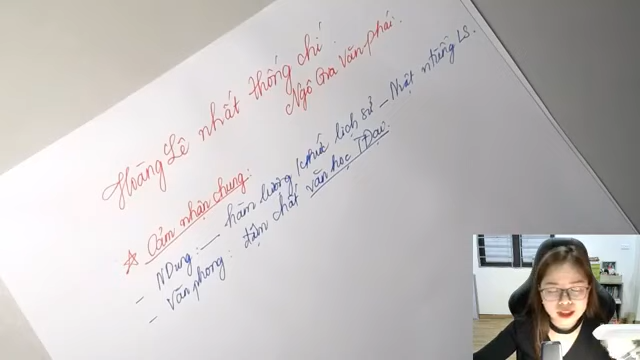 Hoàng Lê nhất thống chí
Ngô Gia Văn phái.
☆ Cảm nhận chung:
- NDung: — hàm lượng kthức lịch sử - Nhật những LS.
- Văn phong: đậm chất văn học TĐại.